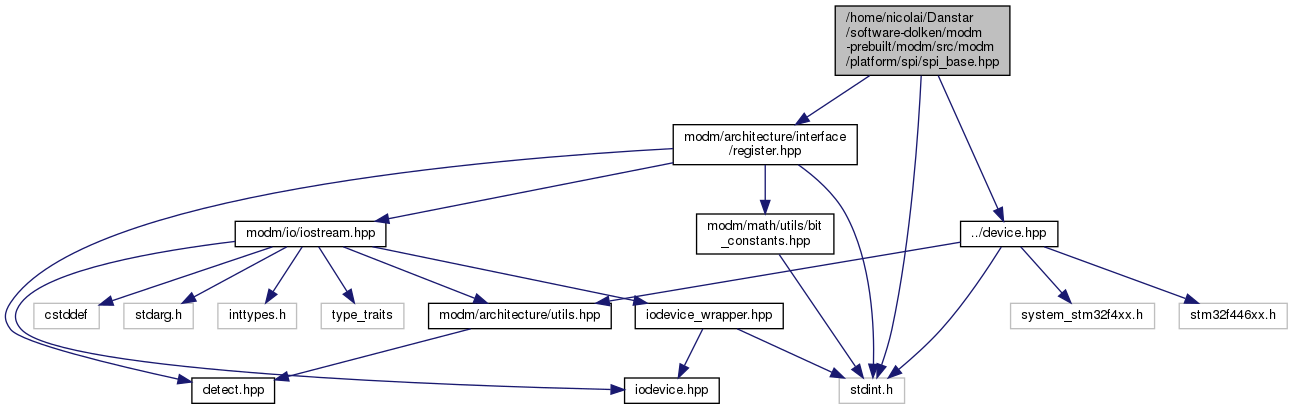 /home/nicolai/Danstar
/software-dolken/modm
-prebuilt/modm/src/modm
/platform/spi/spi_base.hpp
modm/architecture/interface
/register.hpp
modm/io/iostream.hpp
modm/math/utils/bit
_constants.hpp
../device.hpp
cstddef
stdarg.h
inttypes.h
type_traits
modm/architecture/utils.hpp
iodevice_wrapper.hpp
system_stm32f4xx.h
stm32f446xx.h
detect.hpp
iodevice.hpp
stdint.h